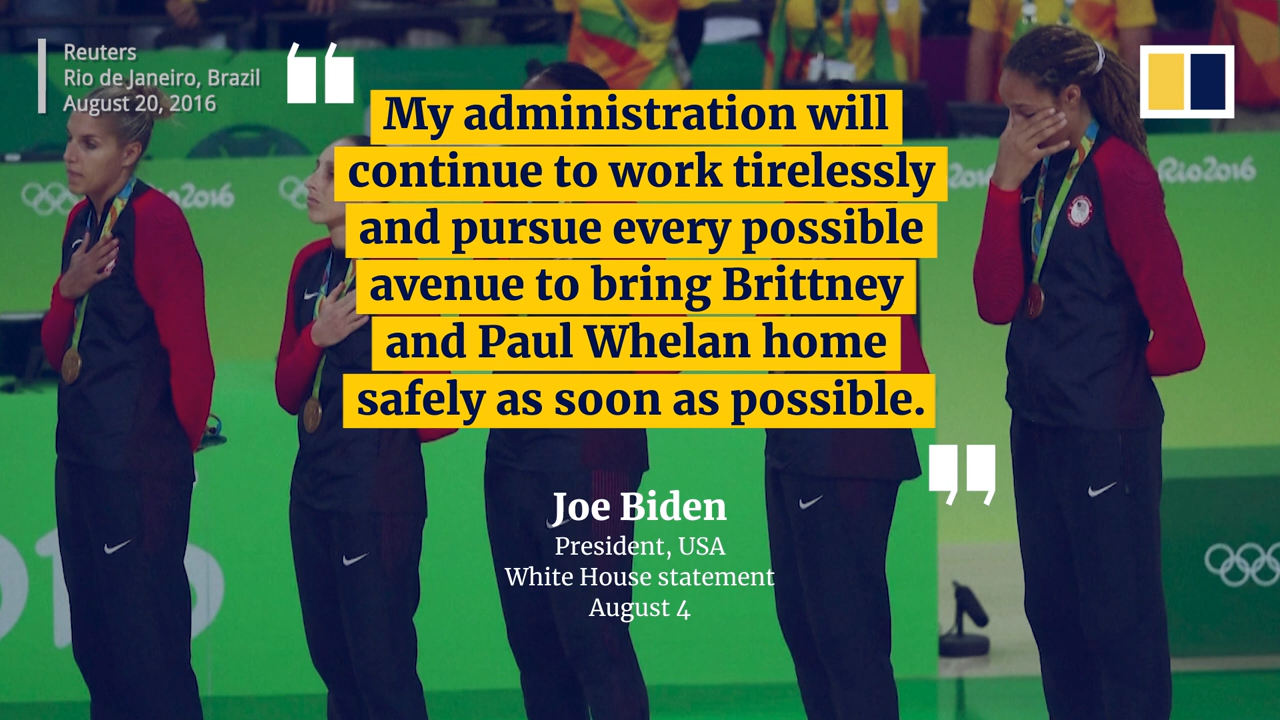 Reuters
Rio de Janeiro, Brazil
August 20, 2016
My administration will
continue to work tirelessly
and pursue every possible
avenue to bring Brittney
and Paul Whelan home
safely as soon as possible.
Joe Biden
President, USA
White House statement
August 4
Rio2016